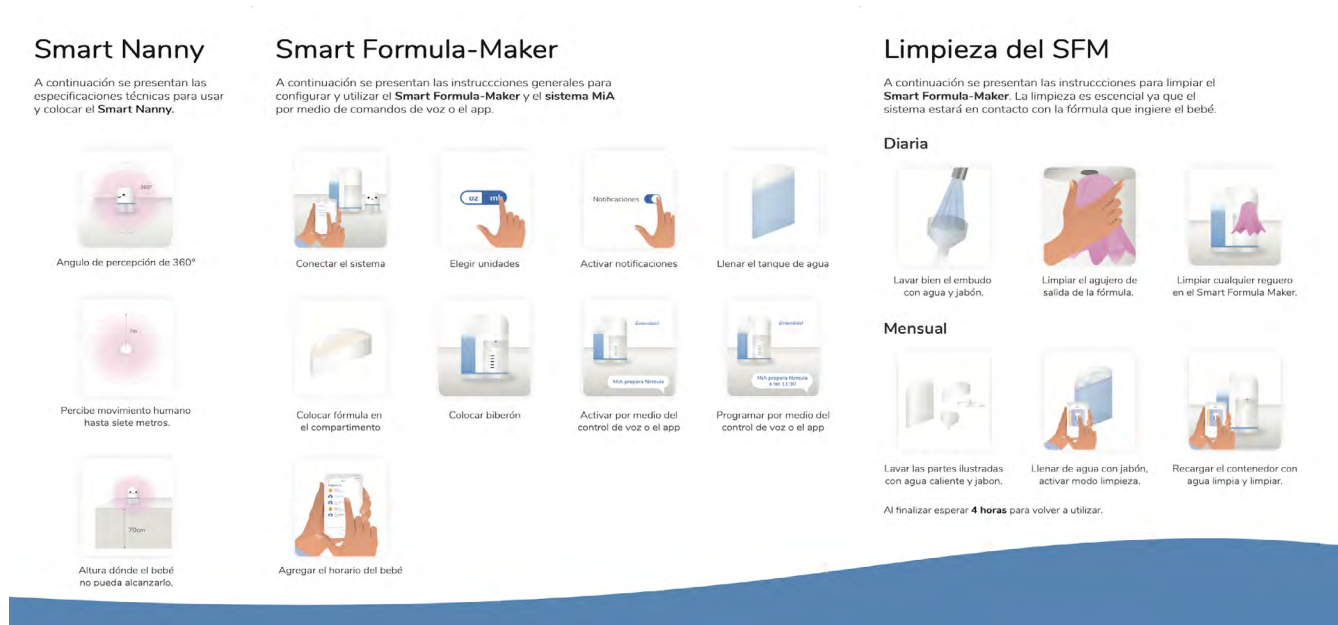 Smart Nanny
A continuación se presentan las
especificaciones técnicas para usar
y colocar el Smart Nanny.
360°
Angulo de percepción de 360°
7m
Percibe movimiento humano
hasta siete metros.
70cm
Altura dónde el bebé
no pueda alcanzarlo.
Smart Formula-Maker
A continuación se presentan las instruccciones generales para
configurar y utilizar el Smart Formula-Maker y el sistema MiA
por medio de comandos de voz o el app.
Conectar el sistema
oz ml
Elegir unidades
Notificaciones
Activar notificaciones
Llenar el tanque de agua
Colocar fórmula en
el compartimento
Colocar biberón
¡Entendido!
MiA prepara fórmula
Activar por medio del
control de voz o el app
¡Entendido!
MiA prepara fórmula
a las 11:30
Programar por medio del
control de voz o el app
Agregar el horario del bebé
Limpieza del SFM
A continuación se presentan las instruccciones para limpiar el
Smart Formula-Maker. La limpieza es escencial ya que el
sistema estará en contacto con la fórmula que ingiere el bebé.
Diaria
Lavar bien el embudo
con agua y jabón.
Limpiar el agujero de
salida de la fórmula.
Limpiar cualquier reguero
en el Smart Formula Maker.
Mensual
Lavar las partes ilustradas
con agua caliente y jabon.
Llenar de agua con jabón,
activar modo limpieza.
Recargar el contenedor con
agua limpia y limpiar.
Al finalizar esperar 4 horas para volver a utilizar.